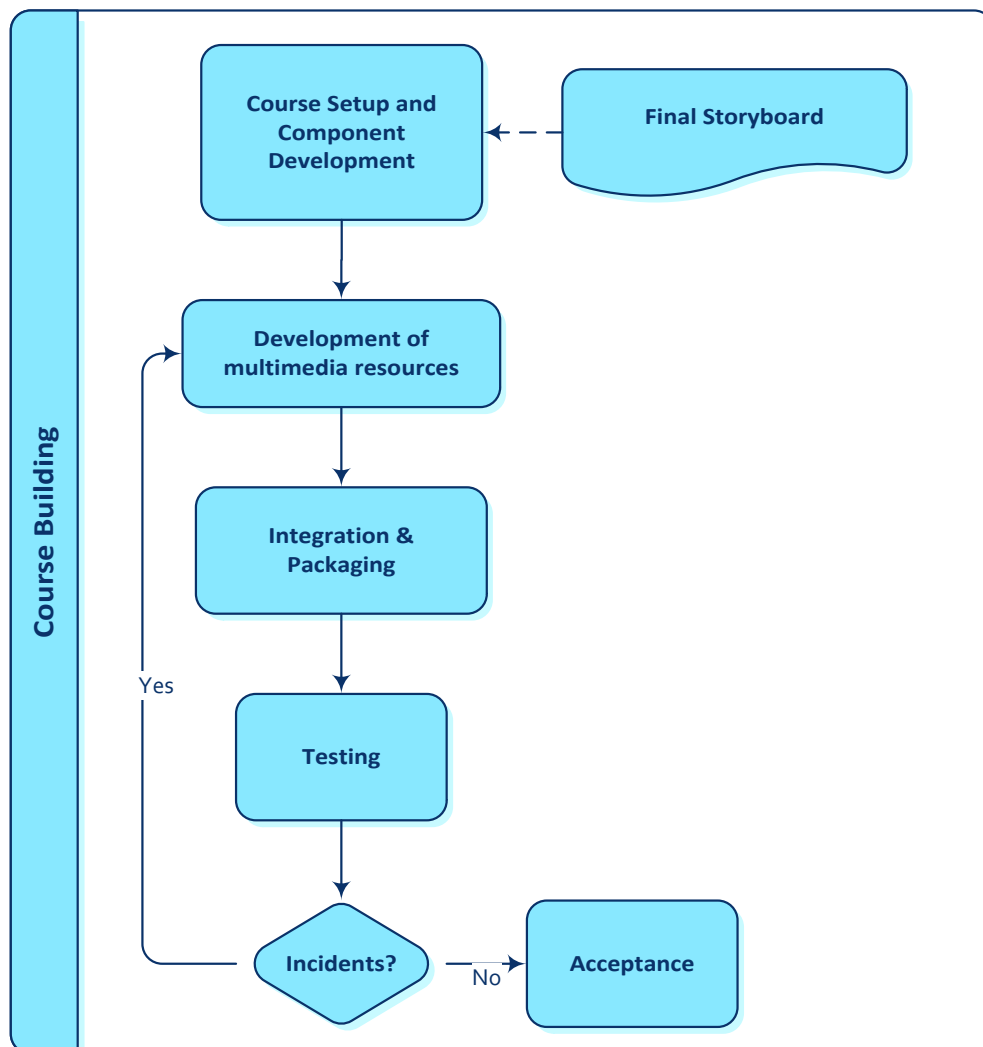 Course Building
Course Setup and
Component
Development
Final Storyboard
Development of
multimedia resources
Integration &
Packaging
Yes
Testing
Incidents?
No
Acceptance